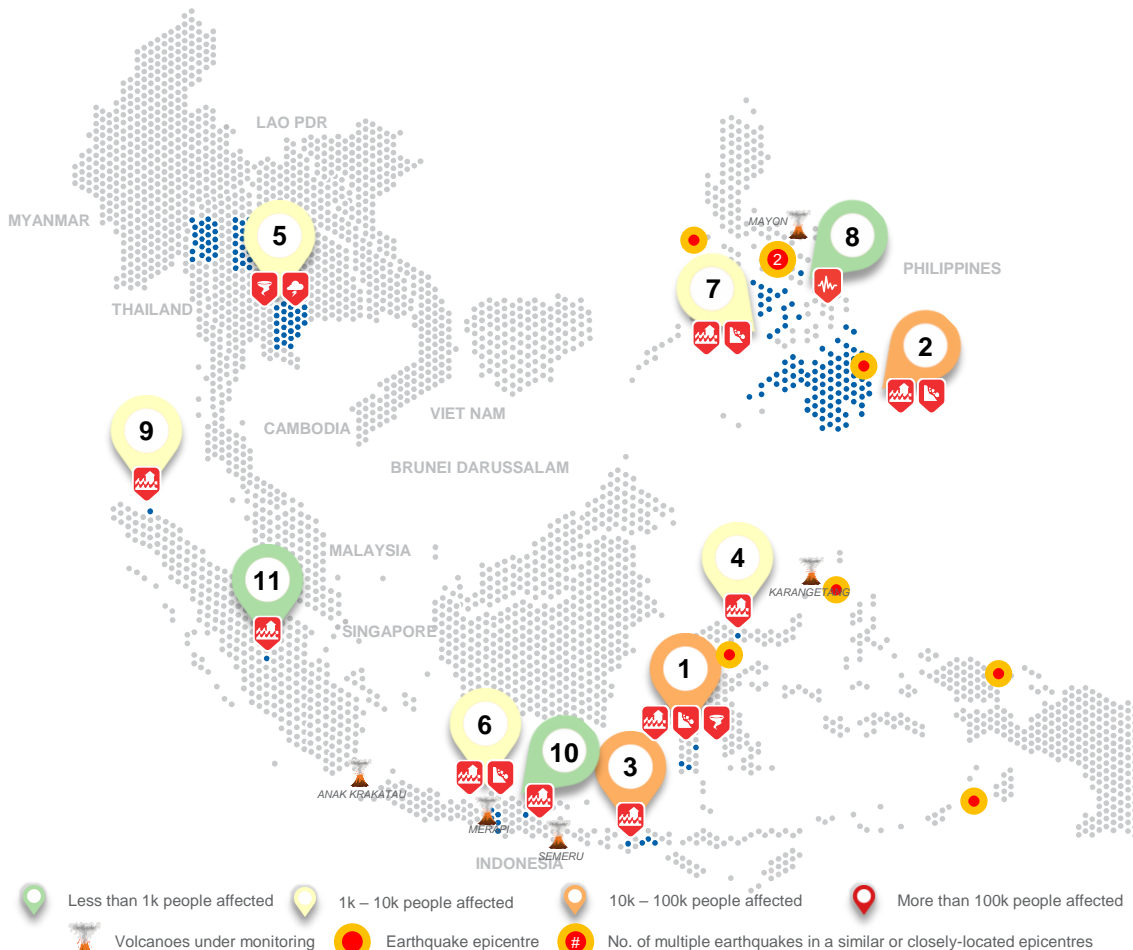 LAO PDR
MYANMAR
MAYON
5
8
2
PHILIPPINES
7
THAILAND
2
VIET NAM
9
CAMBODIA
BRUNEI DARUSSALAM
MALAYSIA
4
11
KARANGETANG
SINGAPORE
1
6
10
3
ANAK KRAKATAU
MERAPI
SEMERU
INDONESIA
Less than 1k people affected
1k – 10k people affected
10k – 100k people affected
More than 100k people affected
Volcanoes under monitoring
Earthquake epicentre
#
No. of multiple earthquakes in a similar or closely-located epicentres